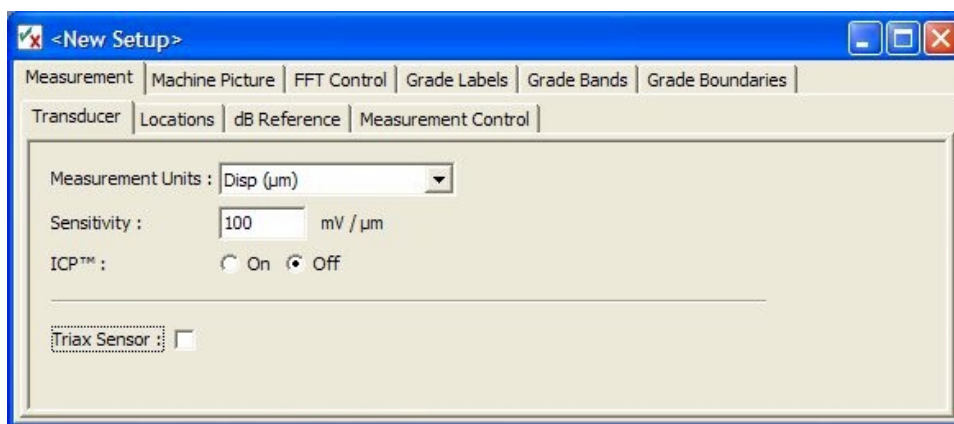 <New Setup>
Measurement Machine Picture FFT Control Grade Labels Grade Bands Grade Boundaries
Transducer Locations dB Reference Measurement Control
Measurement Units : Disp (µm)
Sensitivity : 100 mV / µm
ICP™ : On Off
Triax Sensor :